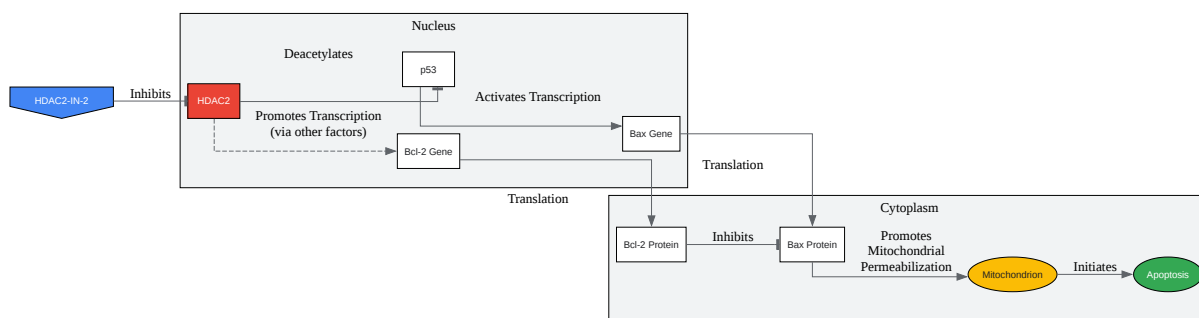 Nucleus
Deacetylates
p53
HDAC2-IN-2
Inhibits
HDAC2
Activates Transcription
Promotes Transcription
(via other factors)
Bax Gene
Bcl-2 Gene
Translation
Translation
Cytoplasm
Bcl-2 Protein
Inhibits
Bax Protein
Promotes
Mitochondrial
Permeabilization
Mitochondrion
Initiates
Apoptosis